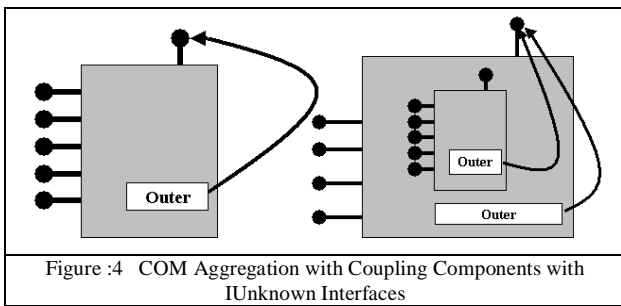 Outer
Outer
Outer
Figure :4 COM Aggregation with Coupling Components with
IUnknown Interfaces